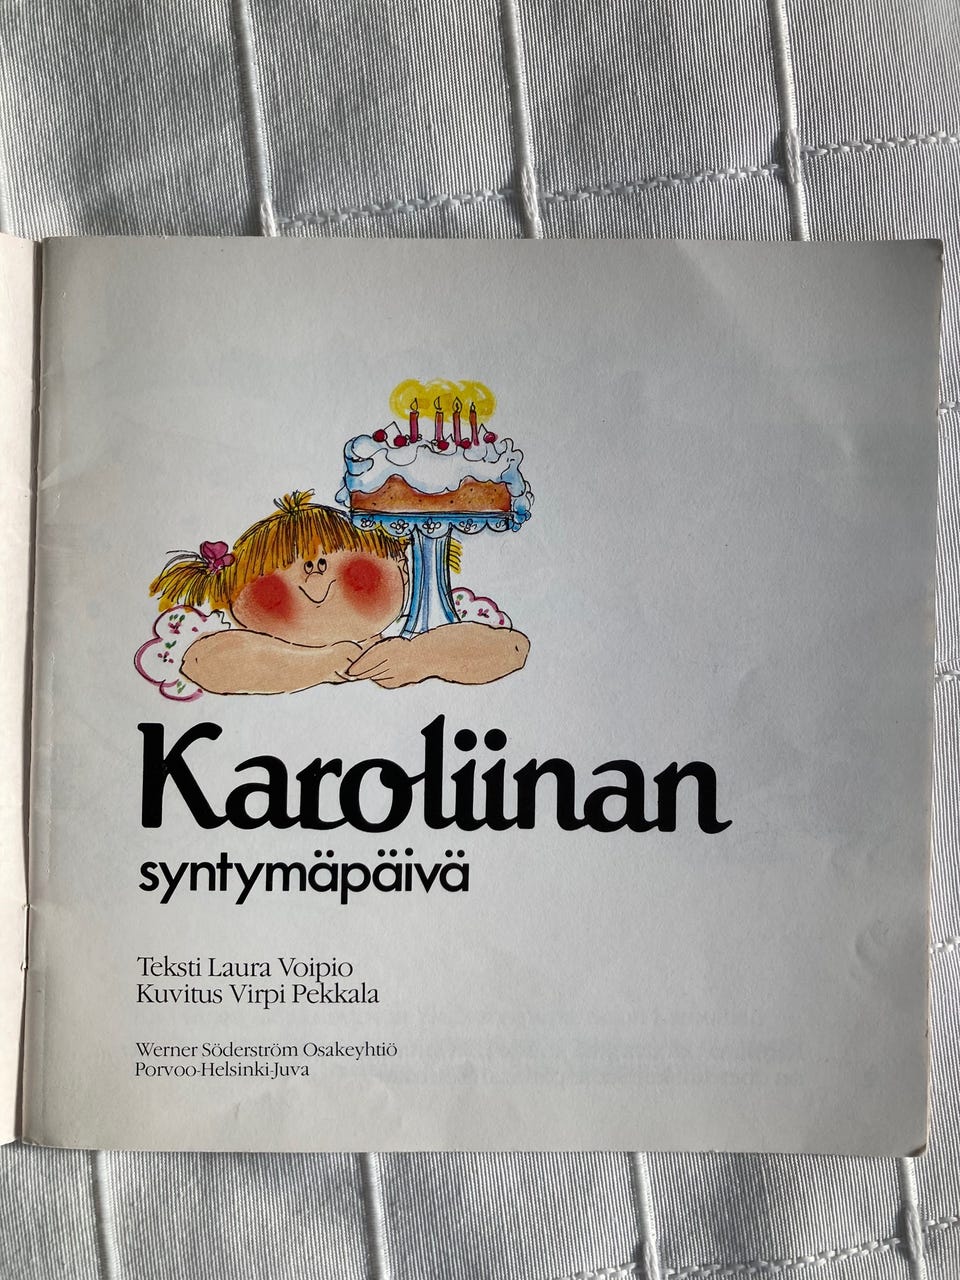 Karoliinan
syntymäpäivä
Teksti Laura Voipio
Kuvitus Virpi Pekkala
Werner Söderström Osakeyhtiö
Porvoo-Helsinki-Juva